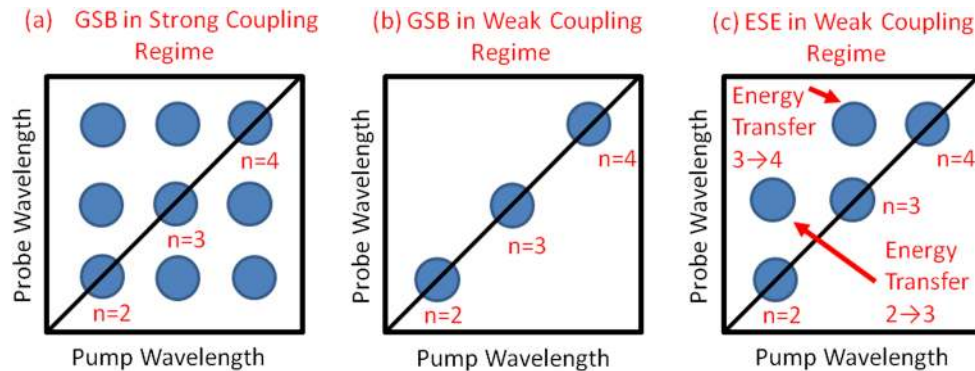 (a) GSB in Strong Coupling
Regime
Probe Wavelength
n=4
n=3
n=2
Pump Wavelength
(b) GSB in Weak Coupling
Regime
Probe Wavelength
n=4
n=3
n=2
Pump Wavelength
(c) ESE in Weak Coupling
Regime
Probe Wavelength
Energy
Transfer
3→4
n=4
n=3
Energy
Transfer
2→3
n=2
Pump Wavelength